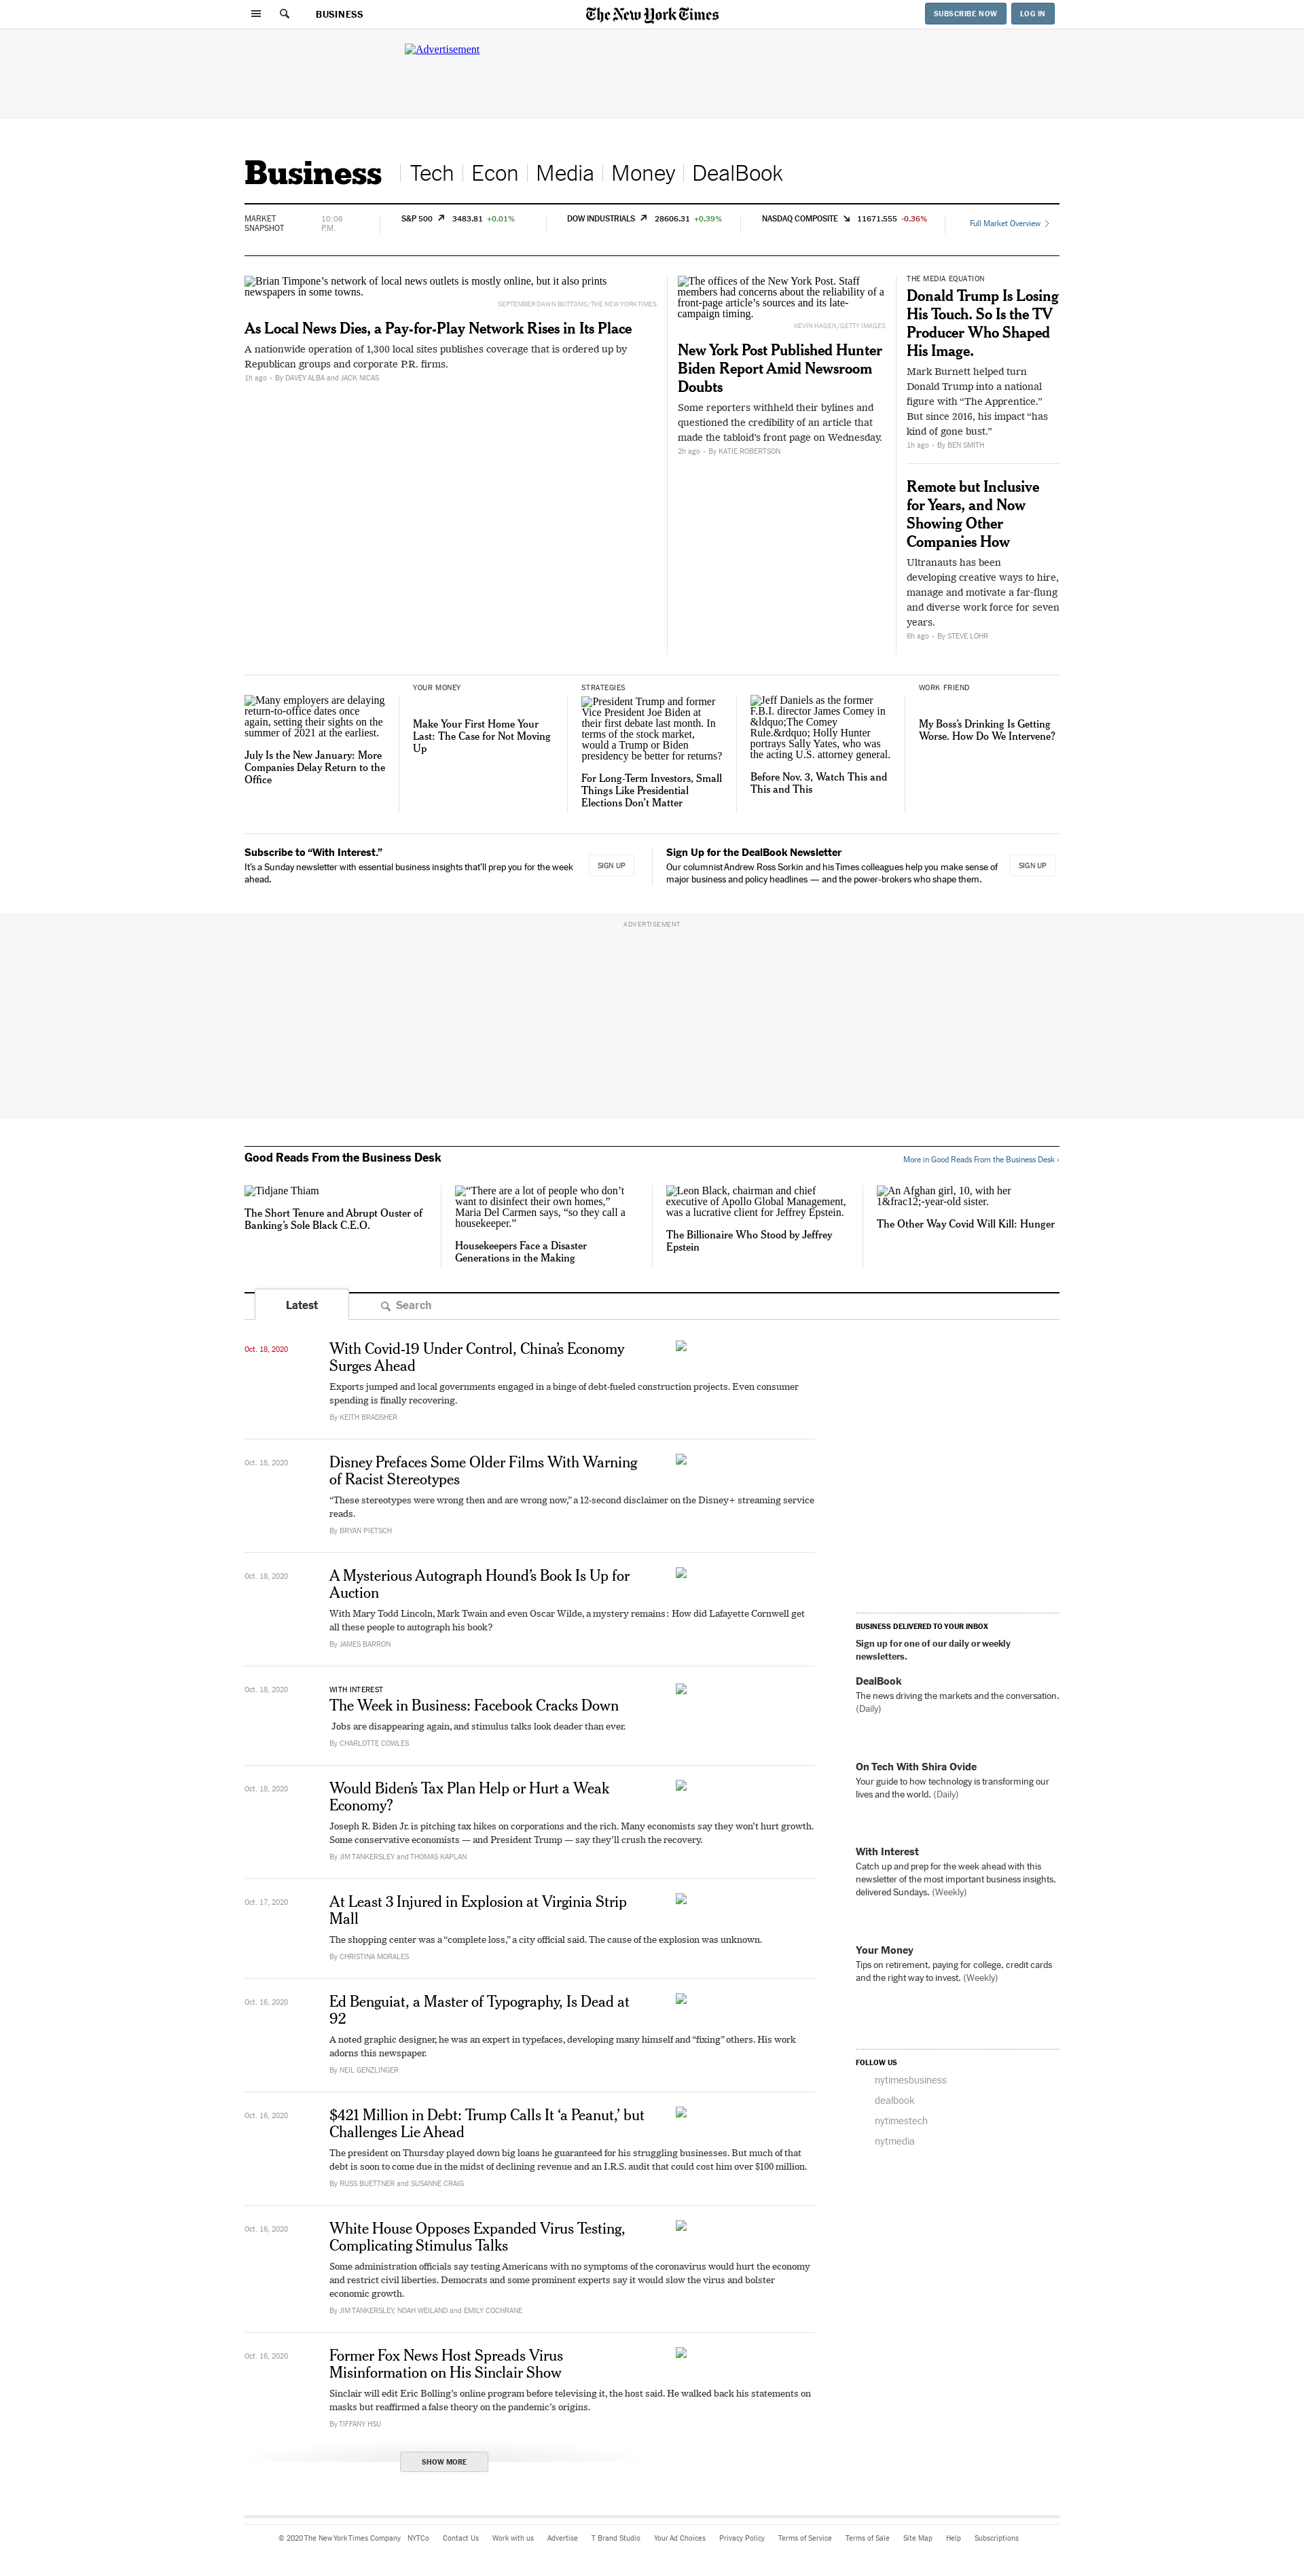 BUSINESS
The New York Times
SUBSCRIBE NOW
LOG IN
Advertisement
Business
Tech
Econ
Media
Money
DealBook
MARKET
SNAPSHOT
10:06
P.M.
S&P 500 3483.81 +0.01%
DOW INDUSTRIALS 28606.31 +0.39%
NASDAQ COMPOSITE 11671.555 -0.36%
Full Market Overview
Brian Timpone's network of local news outlets is mostly online, but it also prints
newspapers in some towns.
SEPTEMBER DAWN BOTTOMS/THE NEW YORK TIMES
As Local News Dies, a Pay-for-Play Network Rises in Its Place
A nationwide operation of 1,300 local sites publishes coverage that is ordered up by
Republican groups and corporate P.R. firms.
1h ago • By DAVEY ALBA and JACK NICAS
The offices of the New York Post. Staff
members had concerns about the reliability of a
front-page article's sources and its late-
campaign timing.
KEVIN HAGEN/GETTY IMAGES
New York Post Published Hunter
Biden Report Amid Newsroom
Doubts
Some reporters withheld their bylines and
questioned the credibility of an article that
made the tabloid's front page on Wednesday.
2h ago • By KATIE ROBERTSON
THE MEDIA EQUATION
Donald Trump Is Losing
His Touch. So Is the TV
Producer Who Shaped
His Image.
Mark Burnett helped turn
Donald Trump into a national
figure with “The Apprentice.”
But since 2016, his impact “has
kind of gone bust.”
1h ago • By BEN SMITH
Remote but Inclusive
for Years, and Now
Showing Other
Companies How
Ultranauts has been
developing creative ways to hire,
manage and motivate a far-flung
and diverse work force for seven
years.
6h ago • By STEVE LOHR
Many employers are delaying
return-to-office dates once
again, setting their sights on the
summer of 2021 at the earliest.
July Is the New January: More
Companies Delay Return to the
Office
YOUR MONEY
Make Your First Home Your
Last: The Case for Not Moving
Up
STRATEGIES
President Trump and former
Vice President Joe Biden at
their first debate last month. In
terms of the stock market,
would a Trump or Biden
presidency be better for returns?
For Long-Term Investors, Small
Things Like Presidential
Elections Don't Matter
Jeff Daniels as the former
F.B.I. director James Comey in
&ldquo;The Comey
Rule.&rdquo; Holly Hunter
portrays Sally Yates, who was
the acting U.S. attorney general.
Before Nov. 3, Watch This and
This and This
WORK FRIEND
My Boss's Drinking Is Getting
Worse. How Do We Intervene?
Subscribe to “With Interest.”
It's a Sunday newsletter with essential business insights that'll prep you for the week
ahead.
SIGN UP
Sign Up for the DealBook Newsletter
Our columnist Andrew Ross Sorkin and his Times colleagues help you make sense of
major business and policy headlines — and the power-brokers who shape them.
SIGN UP
ADVERTISEMENT
Good Reads From the Business Desk
More in Good Reads From the Business Desk ›
Tidjane Thiam
The Short Tenure and Abrupt Ouster of
Banking's Sole Black C.E.O.
“There are a lot of people who don't
want to disinfect their own homes,”
Maria Del Carmen says, “so they call a
housekeeper.”
Housekeepers Face a Disaster
Generations in the Making
Leon Black, chairman and chief
executive of Apollo Global Management,
was a lucrative client for Jeffrey Epstein.
The Billionaire Who Stood by Jeffrey
Epstein
An Afghan girl, 10, with her
1&frac12;-year-old sister.
The Other Way Covid Will Kill: Hunger
Latest
Search
Oct. 18, 2020
With Covid-19 Under Control, China's Economy
Surges Ahead
Exports jumped and local governments engaged in a binge of debt-fueled construction projects. Even consumer
spending is finally recovering.
By KEITH BRADSHER
Oct. 18, 2020
Disney Prefaces Some Older Films With Warning
of Racist Stereotypes
“These stereotypes were wrong then and are wrong now,” a 12-second disclaimer on the Disney+ streaming service
reads.
By BRYAN PIETSCH
Oct. 18, 2020
A Mysterious Autograph Hound's Book Is Up for
Auction
With Mary Todd Lincoln, Mark Twain and even Oscar Wilde, a mystery remains: How did Lafayette Cornwell get
all these people to autograph his book?
By JAMES BARRON
Oct. 18, 2020
WITH INTEREST
The Week in Business: Facebook Cracks Down
Jobs are disappearing again, and stimulus talks look deader than ever.
By CHARLOTTE COWLES
Oct. 18, 2020
Would Biden's Tax Plan Help or Hurt a Weak
Economy?
Joseph R. Biden Jr. is pitching tax hikes on corporations and the rich. Many economists say they won't hurt growth.
Some conservative economists — and President Trump — say they'll crush the recovery.
By JIM TANKERSLEY and THOMAS KAPLAN
Oct. 17, 2020
At Least 3 Injured in Explosion at Virginia Strip
Mall
The shopping center was a “complete loss,” a city official said. The cause of the explosion was unknown.
By CHRISTINA MORALES
Oct. 16, 2020
Ed Benguiat, a Master of Typography, Is Dead at
92
A noted graphic designer, he was an expert in typefaces, developing many himself and “fixing” others. His work
adorns this newspaper.
By NEIL GENZLINGER
Oct. 16, 2020
$421 Million in Debt: Trump Calls It ‘a Peanut,’ but
Challenges Lie Ahead
The president on Thursday played down big loans he guaranteed for his struggling businesses. But much of that
debt is soon to come due in the midst of declining revenue and an I.R.S. audit that could cost him over $100 million.
By RUSS BUETTNER and SUSANNE CRAIG
Oct. 16, 2020
White House Opposes Expanded Virus Testing,
Complicating Stimulus Talks
Some administration officials say testing Americans with no symptoms of the coronavirus would hurt the economy
and restrict civil liberties. Democrats and some prominent experts say it would slow the virus and bolster
economic growth.
By JIM TANKERSLEY, NOAH WEILAND and EMILY COCHRANE
Oct. 16, 2020
Former Fox News Host Spreads Virus
Misinformation on His Sinclair Show
Sinclair will edit Eric Bolling's online program before televising it, the host said. He walked back his statements on
masks but reaffirmed a false theory on the pandemic's origins.
By TIFFANY HSU
SHOW MORE
BUSINESS DELIVERED TO YOUR INBOX
Sign up for one of our daily or weekly
newsletters.
DealBook
The news driving the markets and the conversation.
(Daily)
On Tech With Shira Ovide
Your guide to how technology is transforming our
lives and the world. (Daily)
With Interest
Catch up and prep for the week ahead with this
newsletter of the most important business insights,
delivered Sundays. (Weekly)
Your Money
Tips on retirement, paying for college, credit cards
and the right way to invest. (Weekly)
FOLLOW US
nytimesbusiness
dealbook
nytimestech
nytmedia
© 2020 The New York Times Company NYTCo Contact Us Work with us Advertise T Brand Studio Your Ad Choices Privacy Policy Terms of Service Terms of Sale Site Map Help Subscriptions